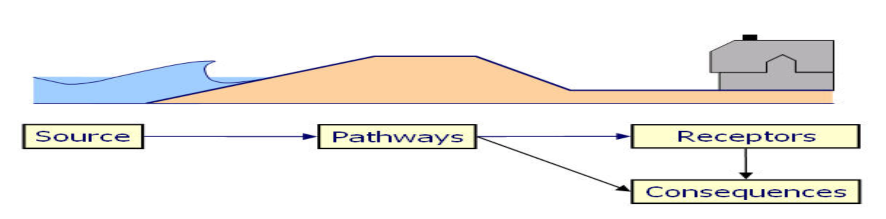 Source
Pathways
Receptors
Consequences